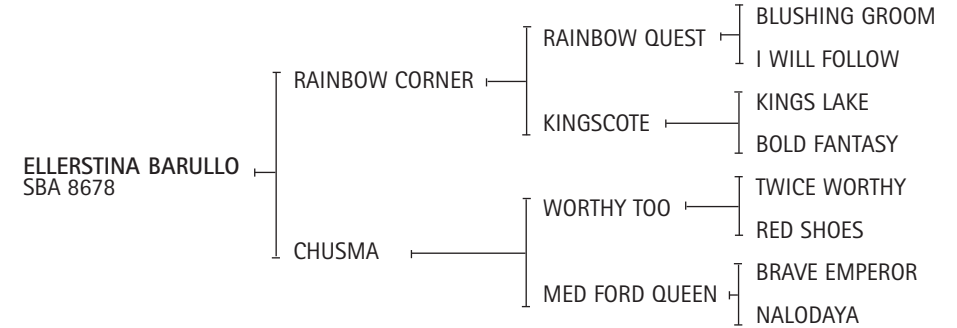 BLUSHING GROOM
RAINBOW QUEST
I WILL FOLLOW
RAINBOW CORNER
KINGS LAKE
KINGSCOTE
BOLD FANTASY
ELLERSTINA BARULLO
SBA 8678
TWICE WORTHY
WORTHY TOO
RED SHOES
CHUSMA
BRAVE EMPEROR
MED FORD QUEEN
NALODAYA